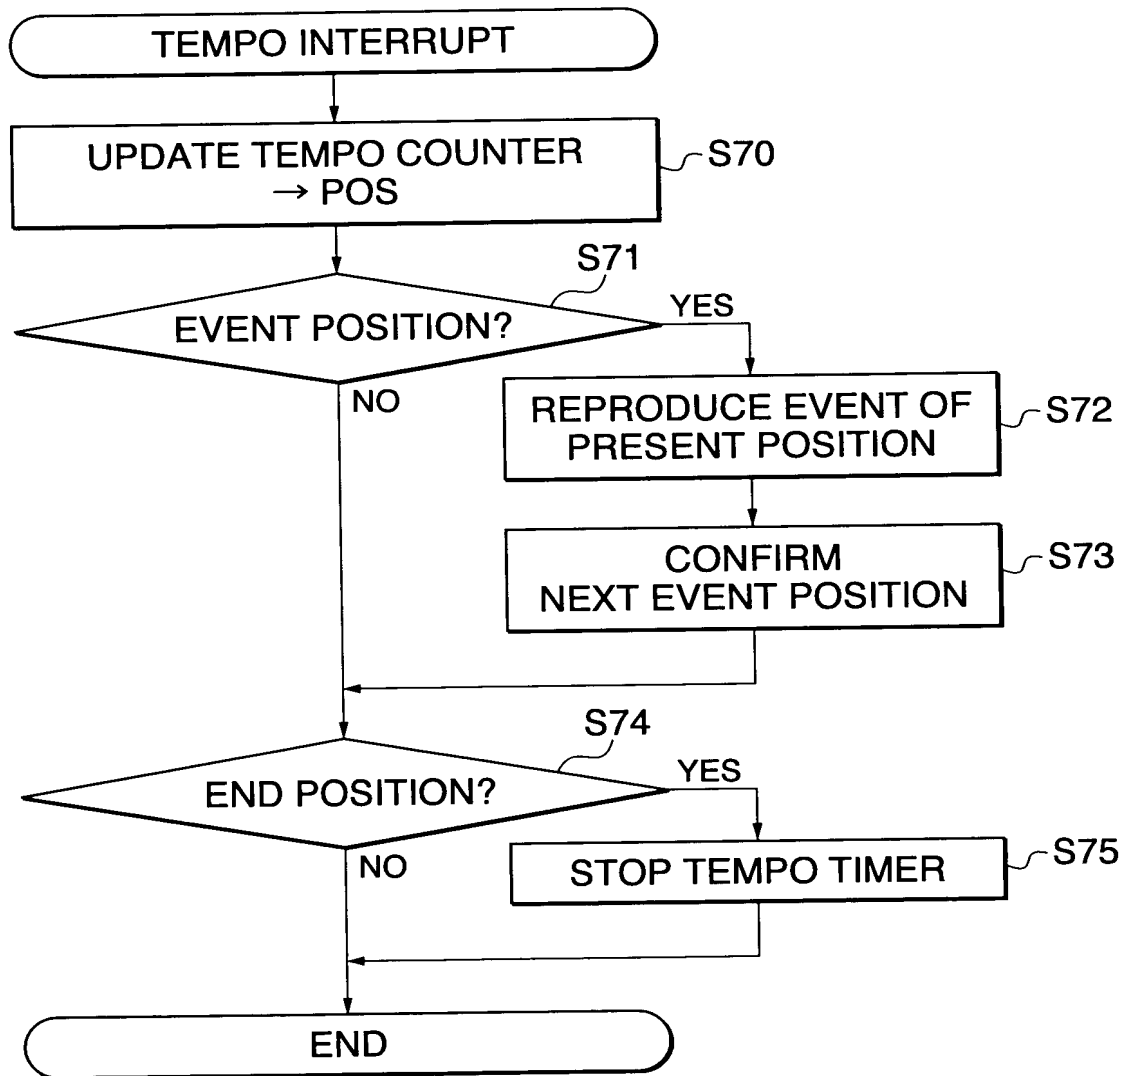 TEMPO INTERRUPT
UPDATE TEMPO COUNTER
→ POS
S70
S71
EVENT POSITION?
YES
NO
REPRODUCE EVENT OF
PRESENT POSITION
S72
CONFIRM
NEXT EVENT POSITION
S73
S74
END POSITION?
YES
NO
STOP TEMPO TIMER
S75
END